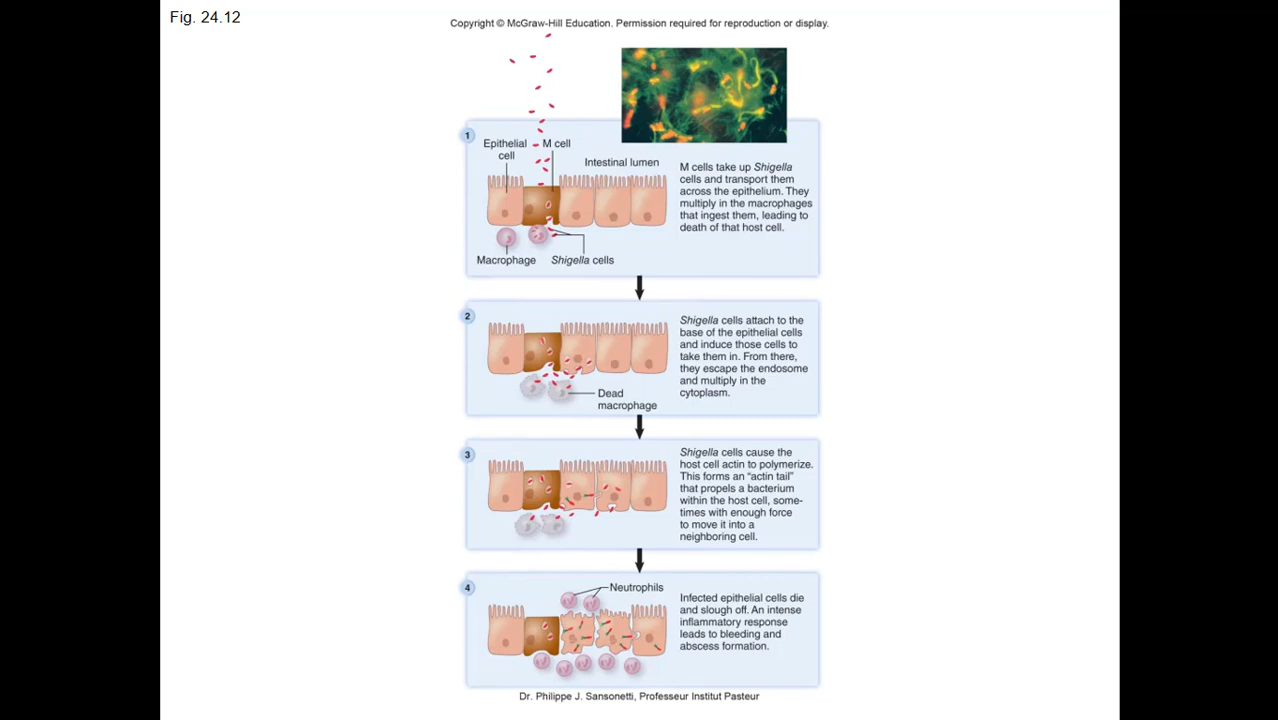 Fig. 24.12
Copyright © McGraw-Hill Education. Permission required for reproduction or display.
1
Epithelial
cell
M cell
Intestinal lumen
Macrophage
Shigella cells
M cells take up Shigella
cells and transport them
across the epithelium. They
multiply in the macrophages
that ingest them, leading to
death of that host cell.
2
Dead
macrophage
Shigella cells attach to the
base of the epithelial cells
and induce those cells to
take them in. From there,
they escape the endosome
and multiply in the
cytoplasm.
3
Shigella cells cause the
host cell actin to polymerize.
This forms an “actin tail”
that propels a bacterium
within the host cell, some-
times with enough force
to move it into a
neighboring cell.
4
Neutrophils
Infected epithelial cells die
and slough off. An intense
inflammatory response
leads to bleeding and
abscess formation.
Dr. Philippe J. Sansonetti, Professeur Institut Pasteur